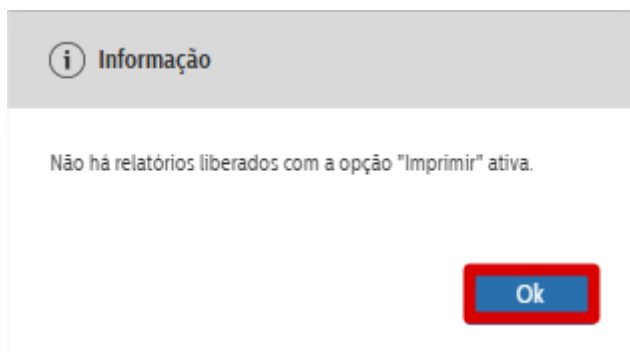 Informação
Não há relatórios liberados com a opção "Imprimir" ativa.
Ok